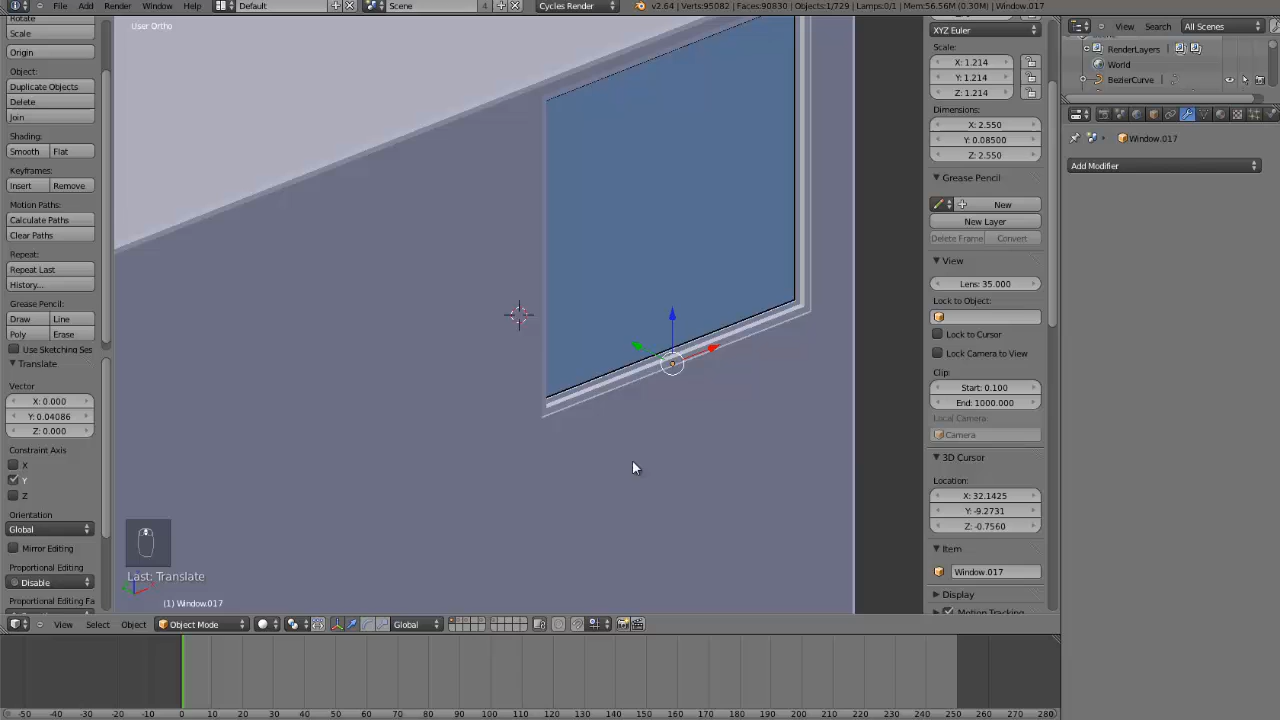 File Add Render Window Help Default Scene 4 Cycles Render v2.64 | Verts:95082 | Faces:90830 | Objects:1/729 | Lamps:0/1 | Mem:56.56M (0.30M) | Window.017
User Ortho
Rotate
Scale
Origin
Object:
Duplicate Objects
Delete
Join
Shading:
Smooth Flat
Keyframes:
Insert Remove
Motion Paths:
Calculate Paths
Clear Paths
Repeat:
Repeat Last
History...
Grease Pencil:
Draw Line
Poly Erase
Use Sketching Ses
Translate
Vector
X: 0.000
Y: 0.04086
Z: 0.000
Constraint Axis
X
Y
Z
Orientation
Global
Mirror Editing
Proportional Editing
Disable
Proportional Editing Fa
Last: Translate
(1) Window.017
View Select Object Object Mode Global
XYZ Euler
Scale:
X: 1.214
Y: 1.214
Z: 1.214
Dimensions:
X: 2.550
Y: 0.08500
Z: 2.550
Grease Pencil
New
New Layer
Delete Frame Convert
View
Lens: 35.000
Lock to Object:
Lock to Cursor
Lock Camera to View
Clip:
Start: 0.100
End: 1000.000
Local Camera:
Camera
3D Cursor
Location:
X: 32.1425
Y: -9.2731
Z: -0.7560
Item
Window.017
Display
Motion Tracking
View Search All Scenes
RenderLayers
World
BezierCurve
Window.017
Add Modifier
-50 -40 -30 -20 -10 0 10 20 30 40 50 60 70 80 90 100 110 120 130 140 150 160 170 180 190 200 210 220 230 240 250 260 270 280